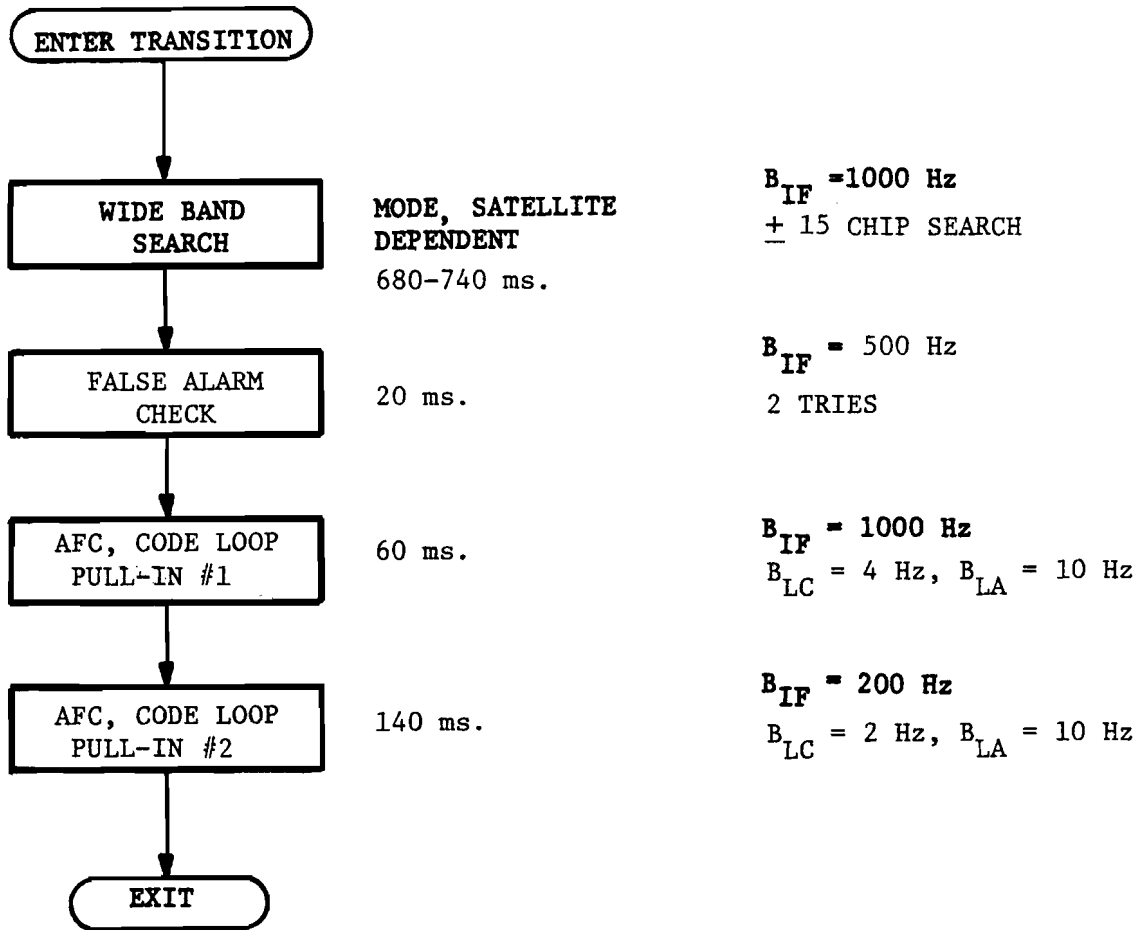 ENTER TRANSITION
WIDE BAND
SEARCH
MODE, SATELLITE
DEPENDENT
680-740 ms.
B_IF =1000 Hz
± 15 CHIP SEARCH
FALSE ALARM
CHECK
20 ms.
B_IF = 500 Hz
2 TRIES
AFC, CODE LOOP
PULL-IN #1
60 ms.
B_IF = 1000 Hz
B_LC = 4 Hz, B_LA = 10 Hz
AFC, CODE LOOP
PULL-IN #2
140 ms.
B_IF = 200 Hz
B_LC = 2 Hz, B_LA = 10 Hz
EXIT